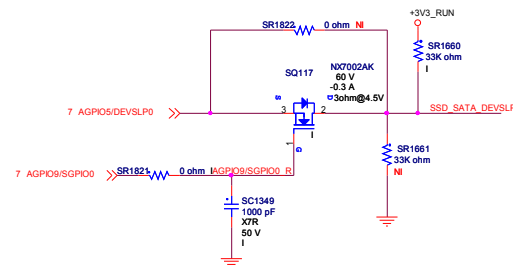 SR1822 0 ohm NI
+3V3_RUN
SR1660
33K ohm
I
SQ117 NX7002AK
60 V
-0.3 A
3ohm@4.5V
S D
7 AGPIO5/DEVSLP0 3 2 SSD_SATA_DEVSLP
I
1
G
SR1661
33K ohm
NI
7 AGPIO9/SGPIO0 SR1821 0 ohm I AGPIO9/SGPIO0_R
SC1349
1000 pF
X7R
50 V
I